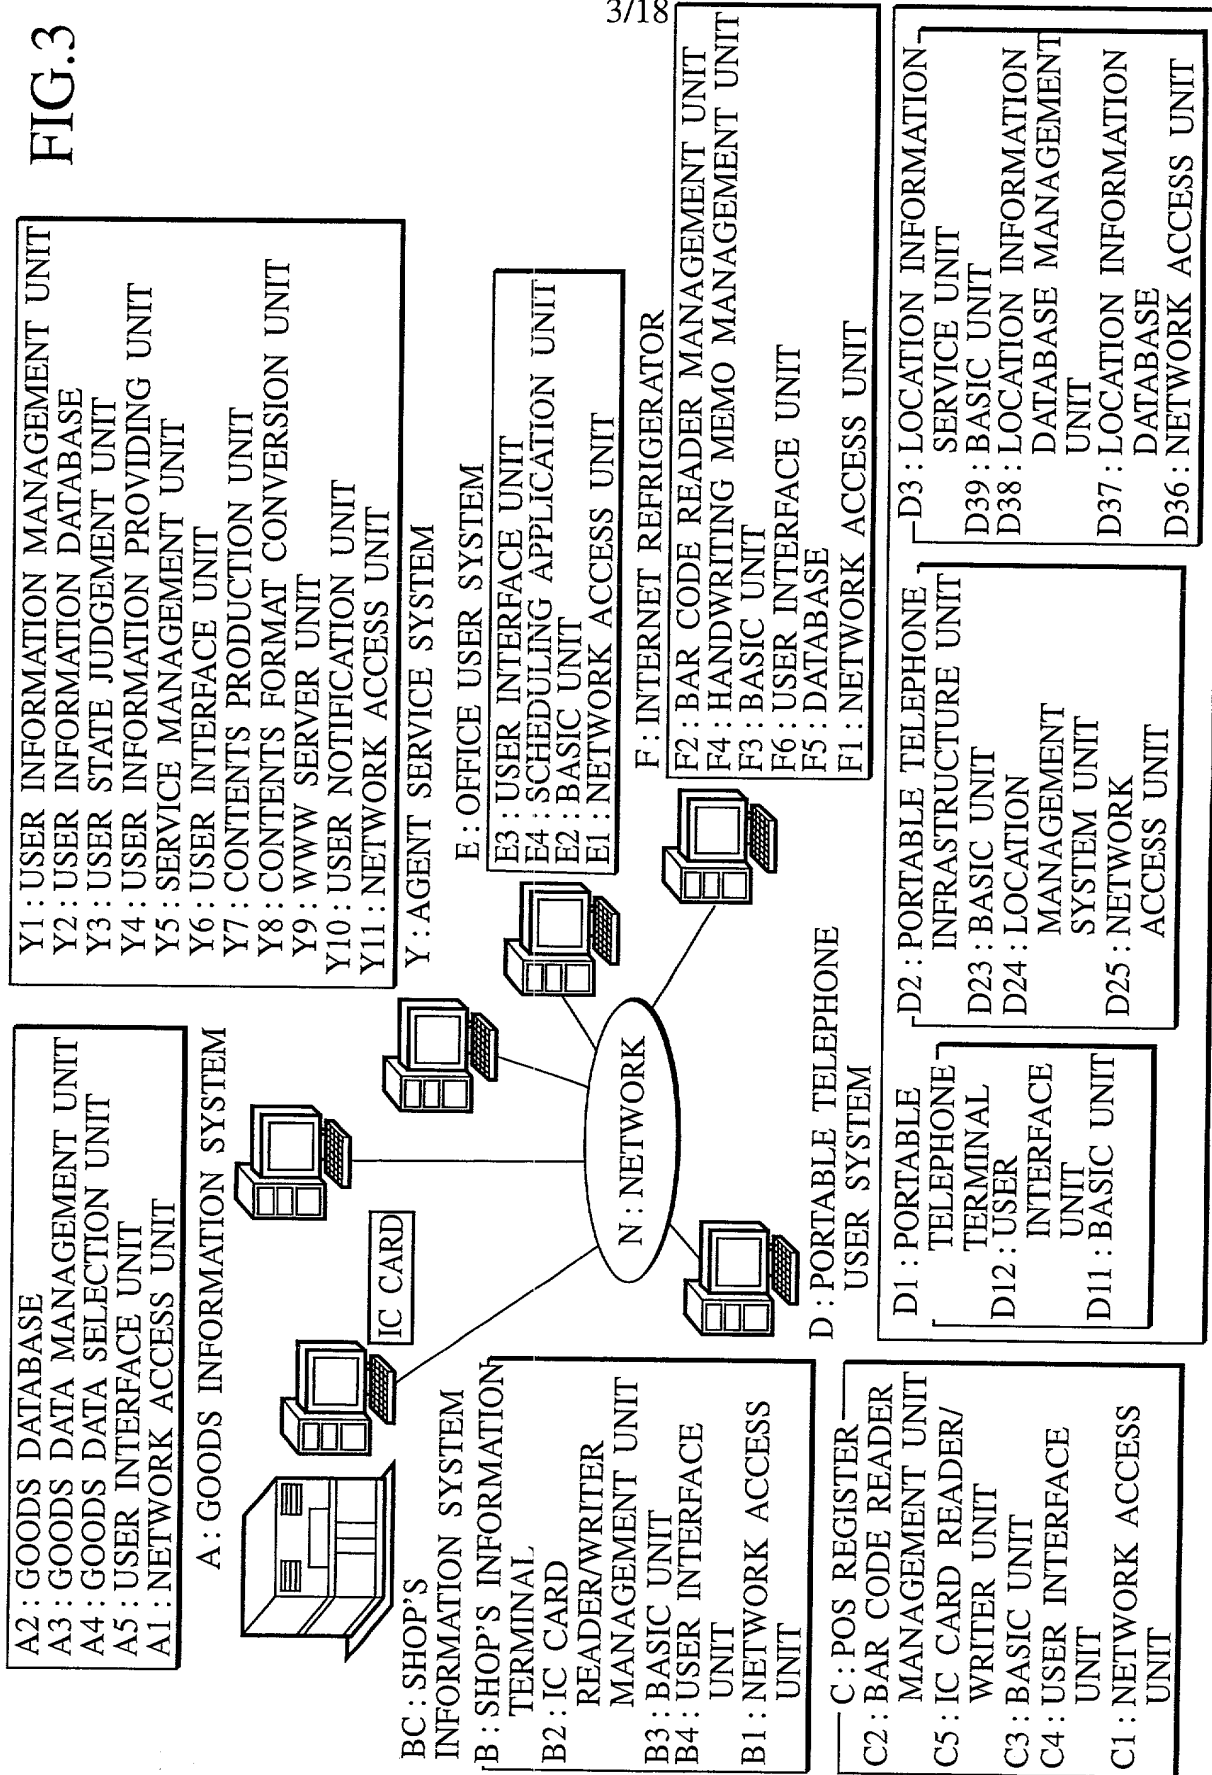 3/18
FIG.3
A2 : GOODS DATABASE
A3 : GOODS DATA MANAGEMENT UNIT
A4 : GOODS DATA SELECTION UNIT
A5 : USER INTERFACE UNIT
A1 : NETWORK ACCESS UNIT
A : GOODS INFORMATION SYSTEM
Y1 : USER INFORMATION MANAGEMENT UNIT
Y2 : USER INFORMATION DATABASE
Y3 : USER STATE JUDGEMENT UNIT
Y4 : USER INFORMATION PROVIDING UNIT
Y5 : SERVICE MANAGEMENT UNIT
Y6 : USER INTERFACE UNIT
Y7 : CONTENTS PRODUCTION UNIT
Y8 : CONTENTS FORMAT CONVERSION UNIT
Y9 : WWW SERVER UNIT
Y10 : USER NOTIFICATION UNIT
Y11 : NETWORK ACCESS UNIT
Y : AGENT SERVICE SYSTEM
E : OFFICE USER SYSTEM
E3 : USER INTERFACE UNIT
E4 : SCHEDULING APPLICATION UNIT
E2 : BASIC UNIT
E1 : NETWORK ACCESS UNIT
F : INTERNET REFRIGERATOR
F2 : BAR CODE READER MANAGEMENT UNIT
F4 : HANDWRITING MEMO MANAGEMENT UNIT
F3 : BASIC UNIT
F6 : USER INTERFACE UNIT
F5 : DATABASE
F1 : NETWORK ACCESS UNIT
IC CARD
N : NETWORK
BC : SHOP'S
INFORMATION SYSTEM
B : SHOP'S INFORMATION
TERMINAL
B2 : IC CARD
READER/WRITER
MANAGEMENT UNIT
B3 : BASIC UNIT
B4 : USER INTERFACE
UNIT
B1 : NETWORK ACCESS
UNIT
C : POS REGISTER
C2 : BAR CODE READER
MANAGEMENT UNIT
C5 : IC CARD READER/
WRITER UNIT
C3 : BASIC UNIT
C4 : USER INTERFACE
UNIT
C1 : NETWORK ACCESS
UNIT
D : PORTABLE TELEPHONE
USER SYSTEM
D1 : PORTABLE
TELEPHONE
TERMINAL
D12 : USER
INTERFACE
UNIT
D11 : BASIC UNIT
D2 : PORTABLE TELEPHONE
INFRASTRUCTURE UNIT
D23 : BASIC UNIT
D24 : LOCATION
MANAGEMENT
SYSTEM UNIT
D25 : NETWORK
ACCESS UNIT
D3 : LOCATION INFORMATION
SERVICE UNIT
D39 : BASIC UNIT
D38 : LOCATION INFORMATION
DATABASE MANAGEMENT
UNIT
D37 : LOCATION INFORMATION
DATABASE
D36 : NETWORK ACCESS UNIT